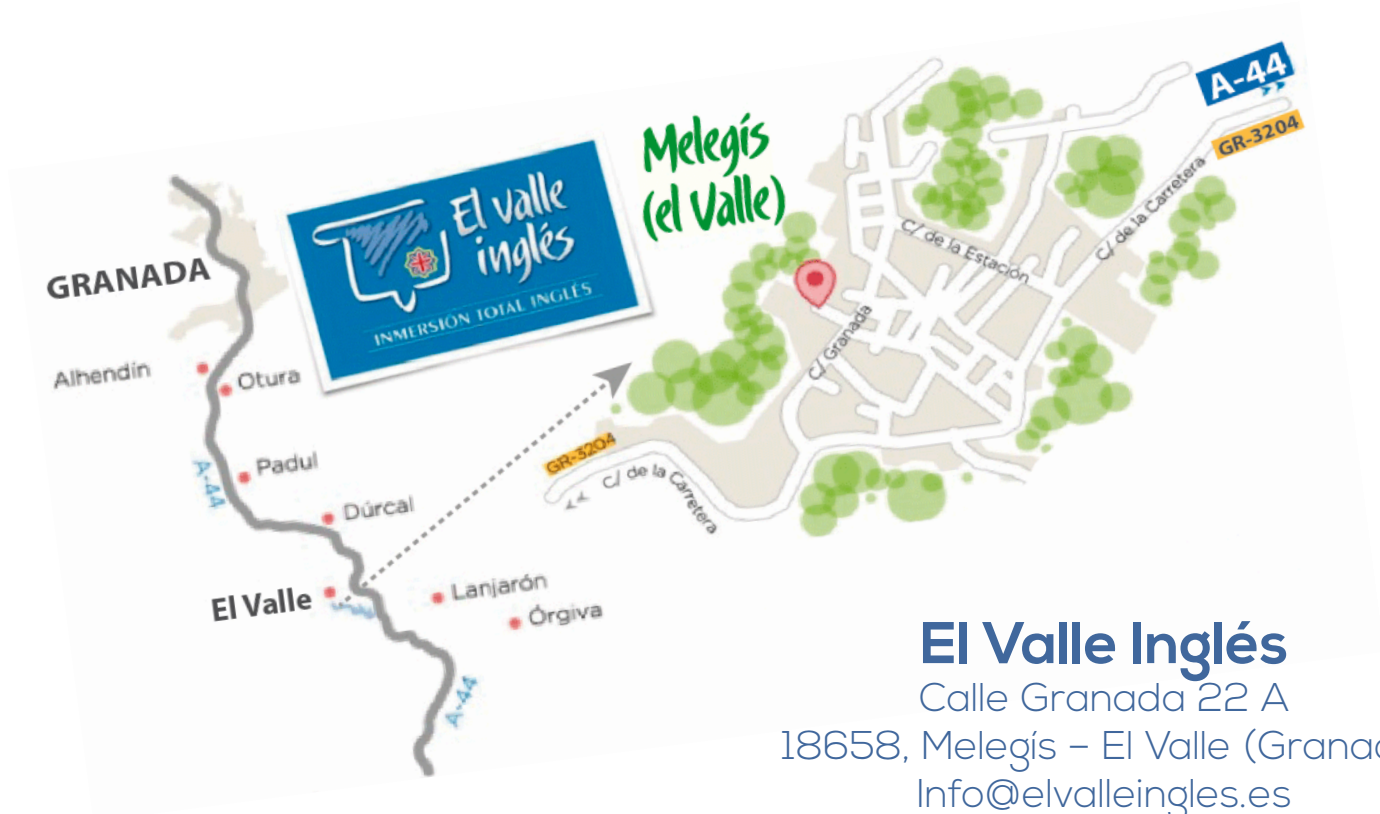 A-44
GR-3204
Melegís
(el Valle)
El valle
inglés
INMERSIÓN TOTAL INGLÉS
C/ de la Carretera
C/ de la Estación
GRANADA
C/ Granada
Alhendín
Otura
GR-3204
C/ de la Carretera
Padul
A-44
Dúrcal
El Valle
Lanjarón
Órgiva
A-44
El Valle Inglés
Calle Granada 22 A
18658, Melegís – El Valle (Grana
Info@elvalleingles.es